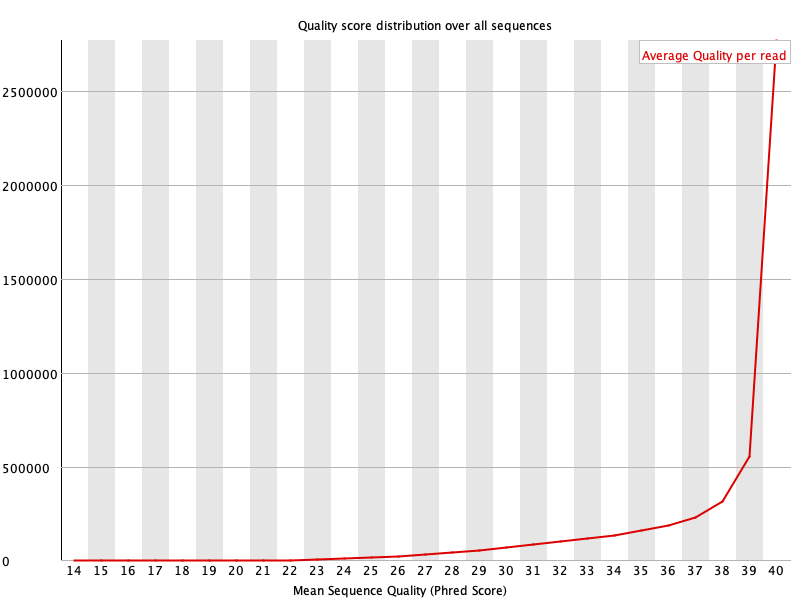 Quality score distribution over all sequences
Average Quality per read
2500000
2000000
1500000
1000000
500000
0
14 15 16 17 18 19 20 21 22 23 24 25 26 27 28 29 30 31 32 33 34 35 36 37 38 39 40
Mean Sequence Quality (Phred Score)